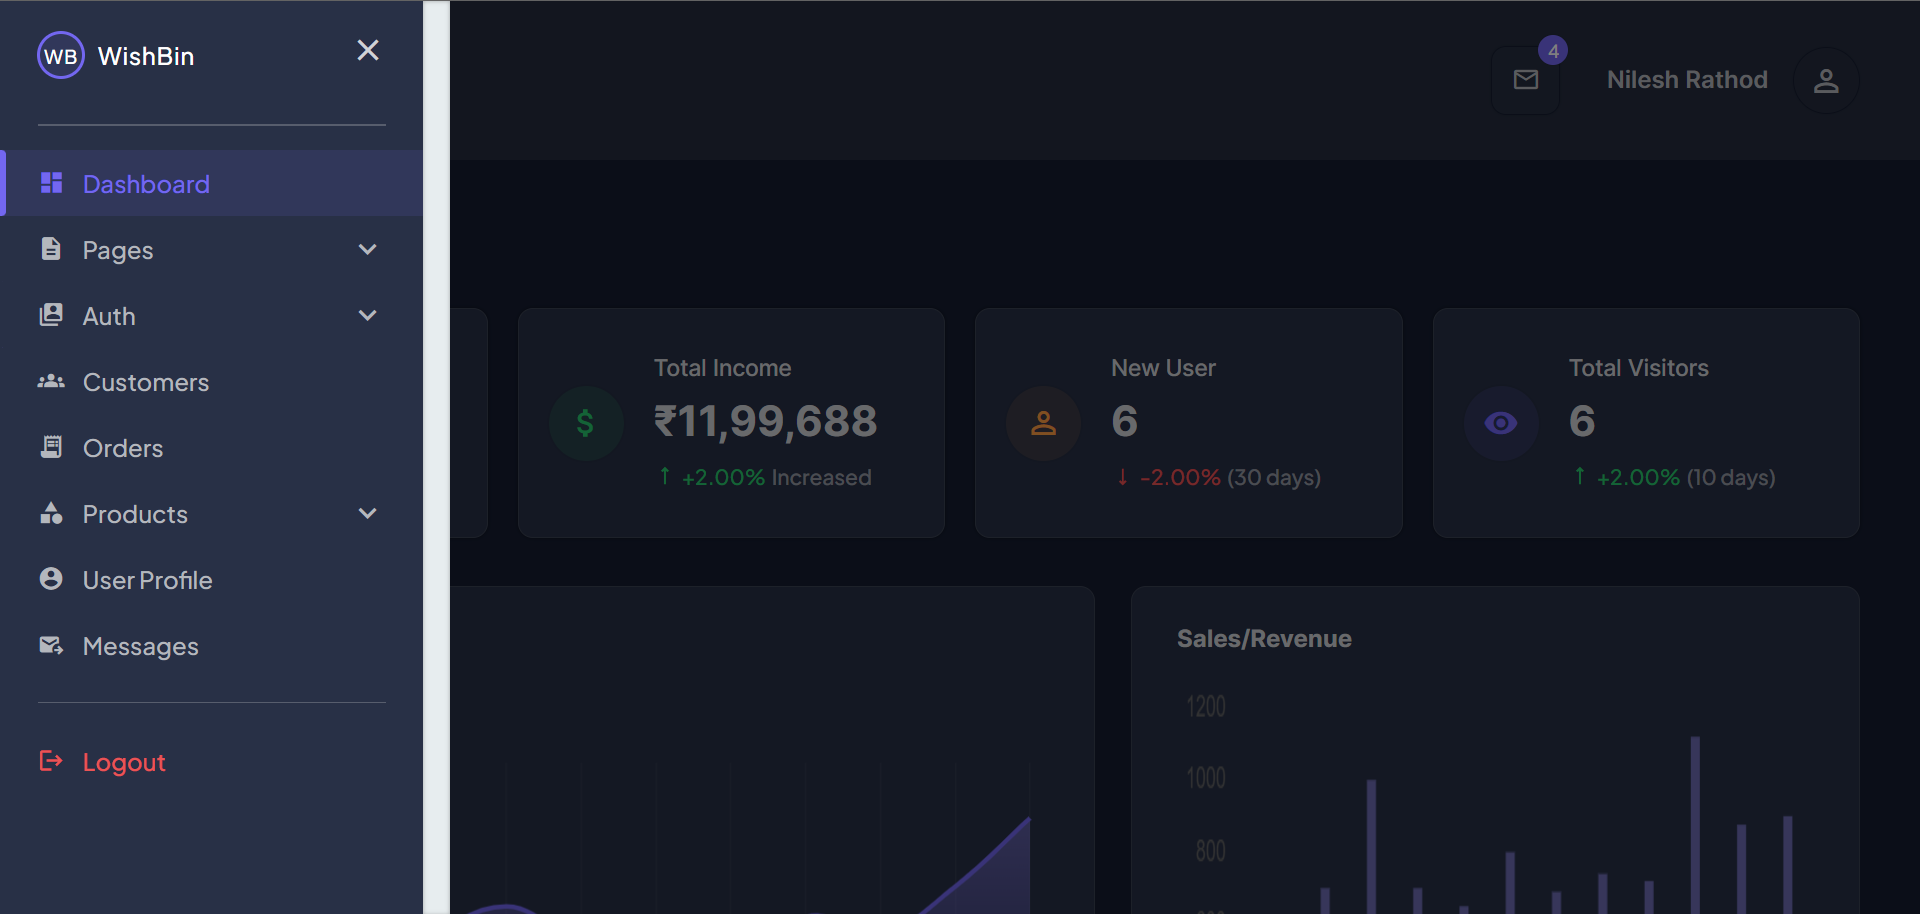 WB WishBin
Dashboard
Pages
Auth
Customers
Orders
Products
User Profile
Messages
Logout
4
Nilesh Rathod
Total Income
₹11,99,688
↑ +2.00% Increased
New User
6
↓ -2.00% (30 days)
Total Visitors
6
↑ +2.00% (10 days)
Sales/Revenue
1200
1000
800